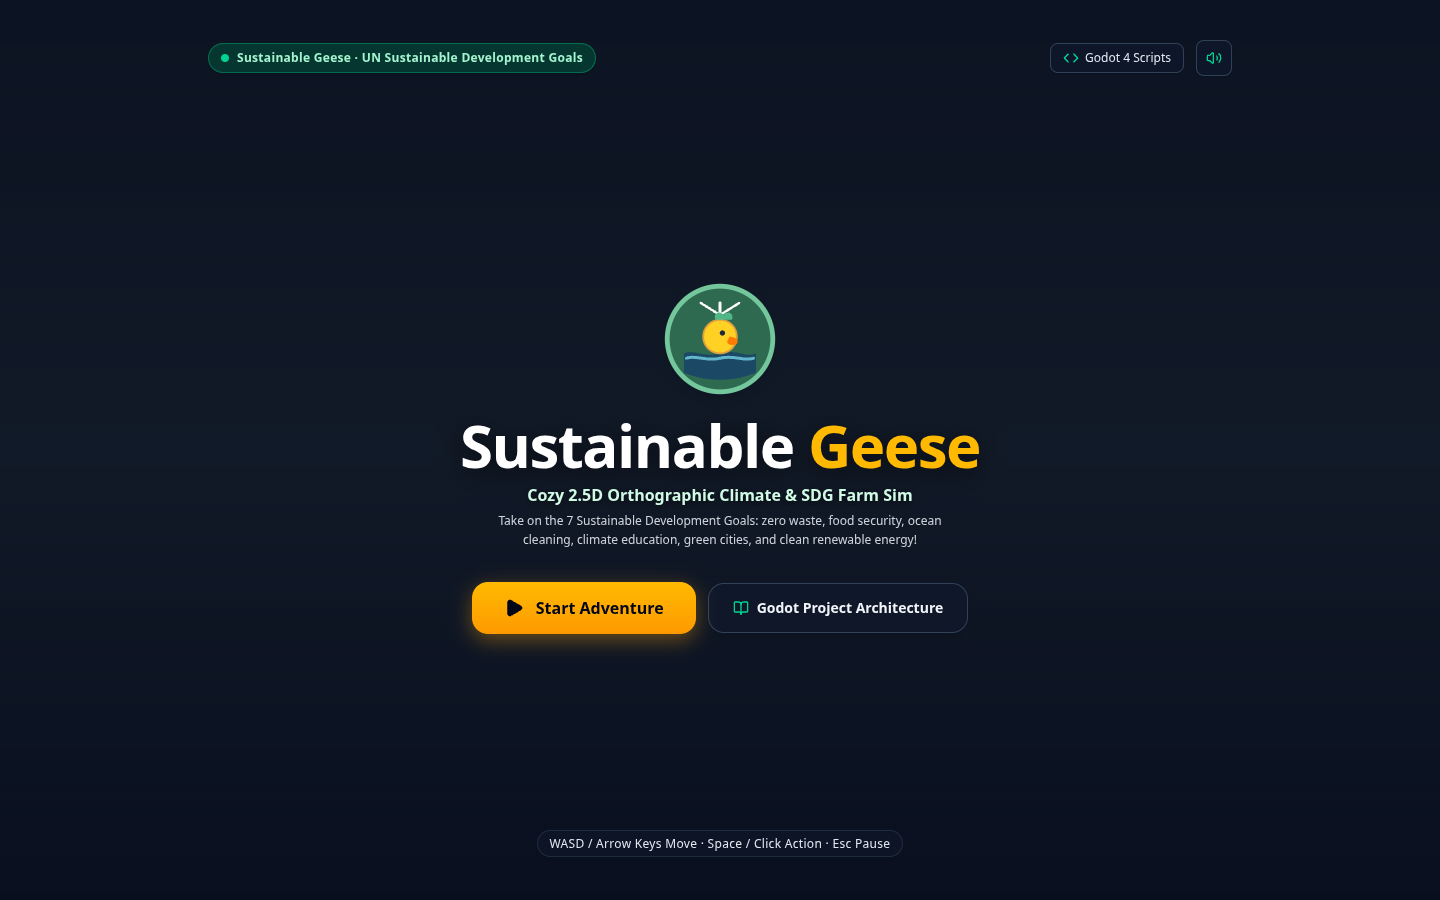 Sustainable Geese · UN Sustainable Development Goals
Godot 4 Scripts
Sustainable Geese
Cozy 2.5D Orthographic Climate & SDG Farm Sim
Take on the 7 Sustainable Development Goals: zero waste, food security, ocean
cleaning, climate education, green cities, and clean renewable energy!
Start Adventure
Godot Project Architecture
WASD / Arrow Keys Move · Space / Click Action · Esc Pause